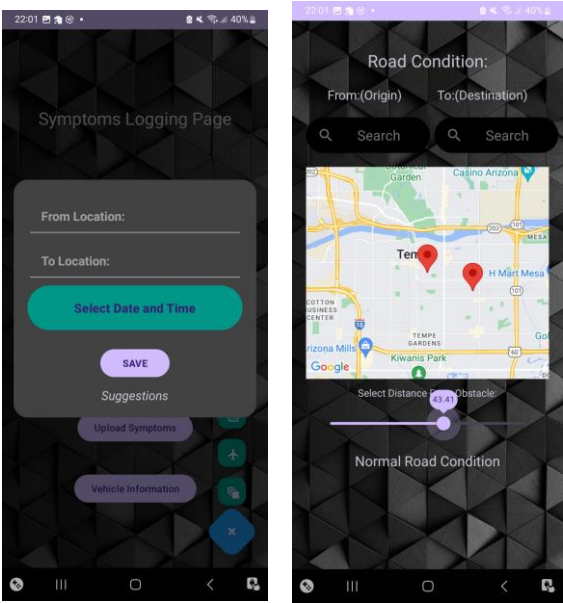 22:01
40%
Symptoms Logging Page
From Location:
To Location:
Select Date and Time
SAVE
Suggestions
Upload Symptoms
Vehicle Information
22:01
40%
Road Condition:
From:(Origin) To:(Destination)
Search Search
Garden
Casino Arizona
202
101
MESA
H Mart Mesa
101
COTTON
BUSINESS
CENTER
10
TEMPE
GARDENS
rizona Mills
Kiwanis Park
60
Google
Select Distance
Obstacle:
43.41
Normal Road Condition